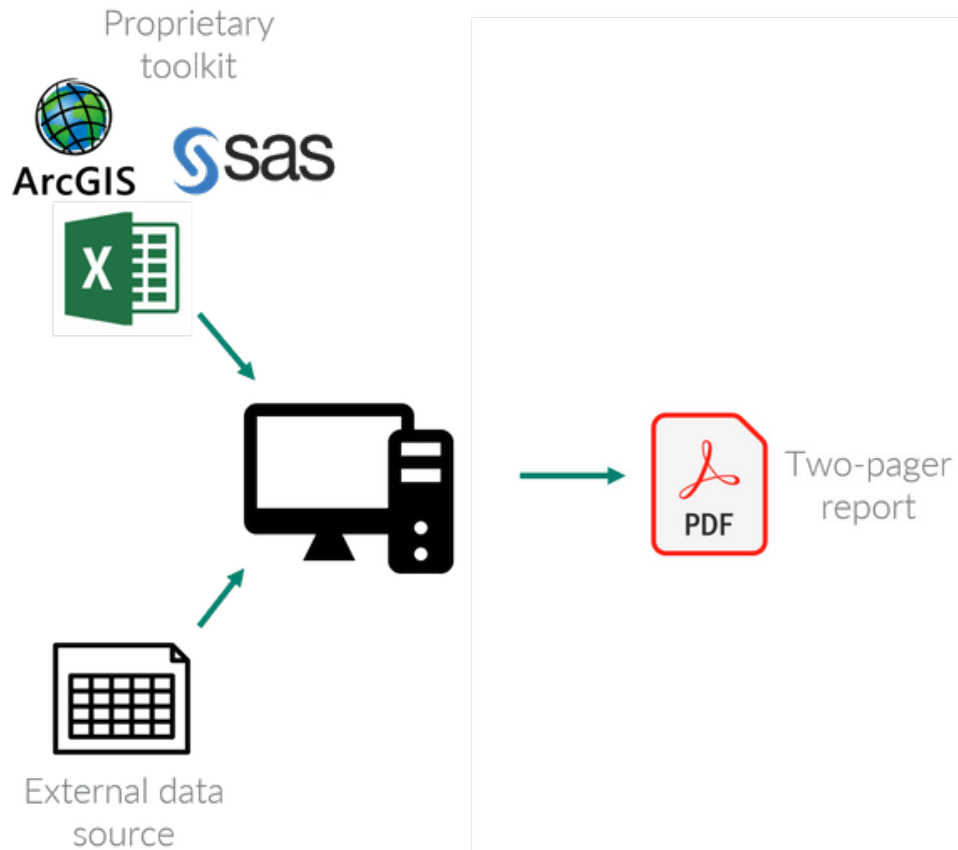 Proprietary
toolkit
ArcGIS
sas
X
PDF
Two-pager
report
External data
source